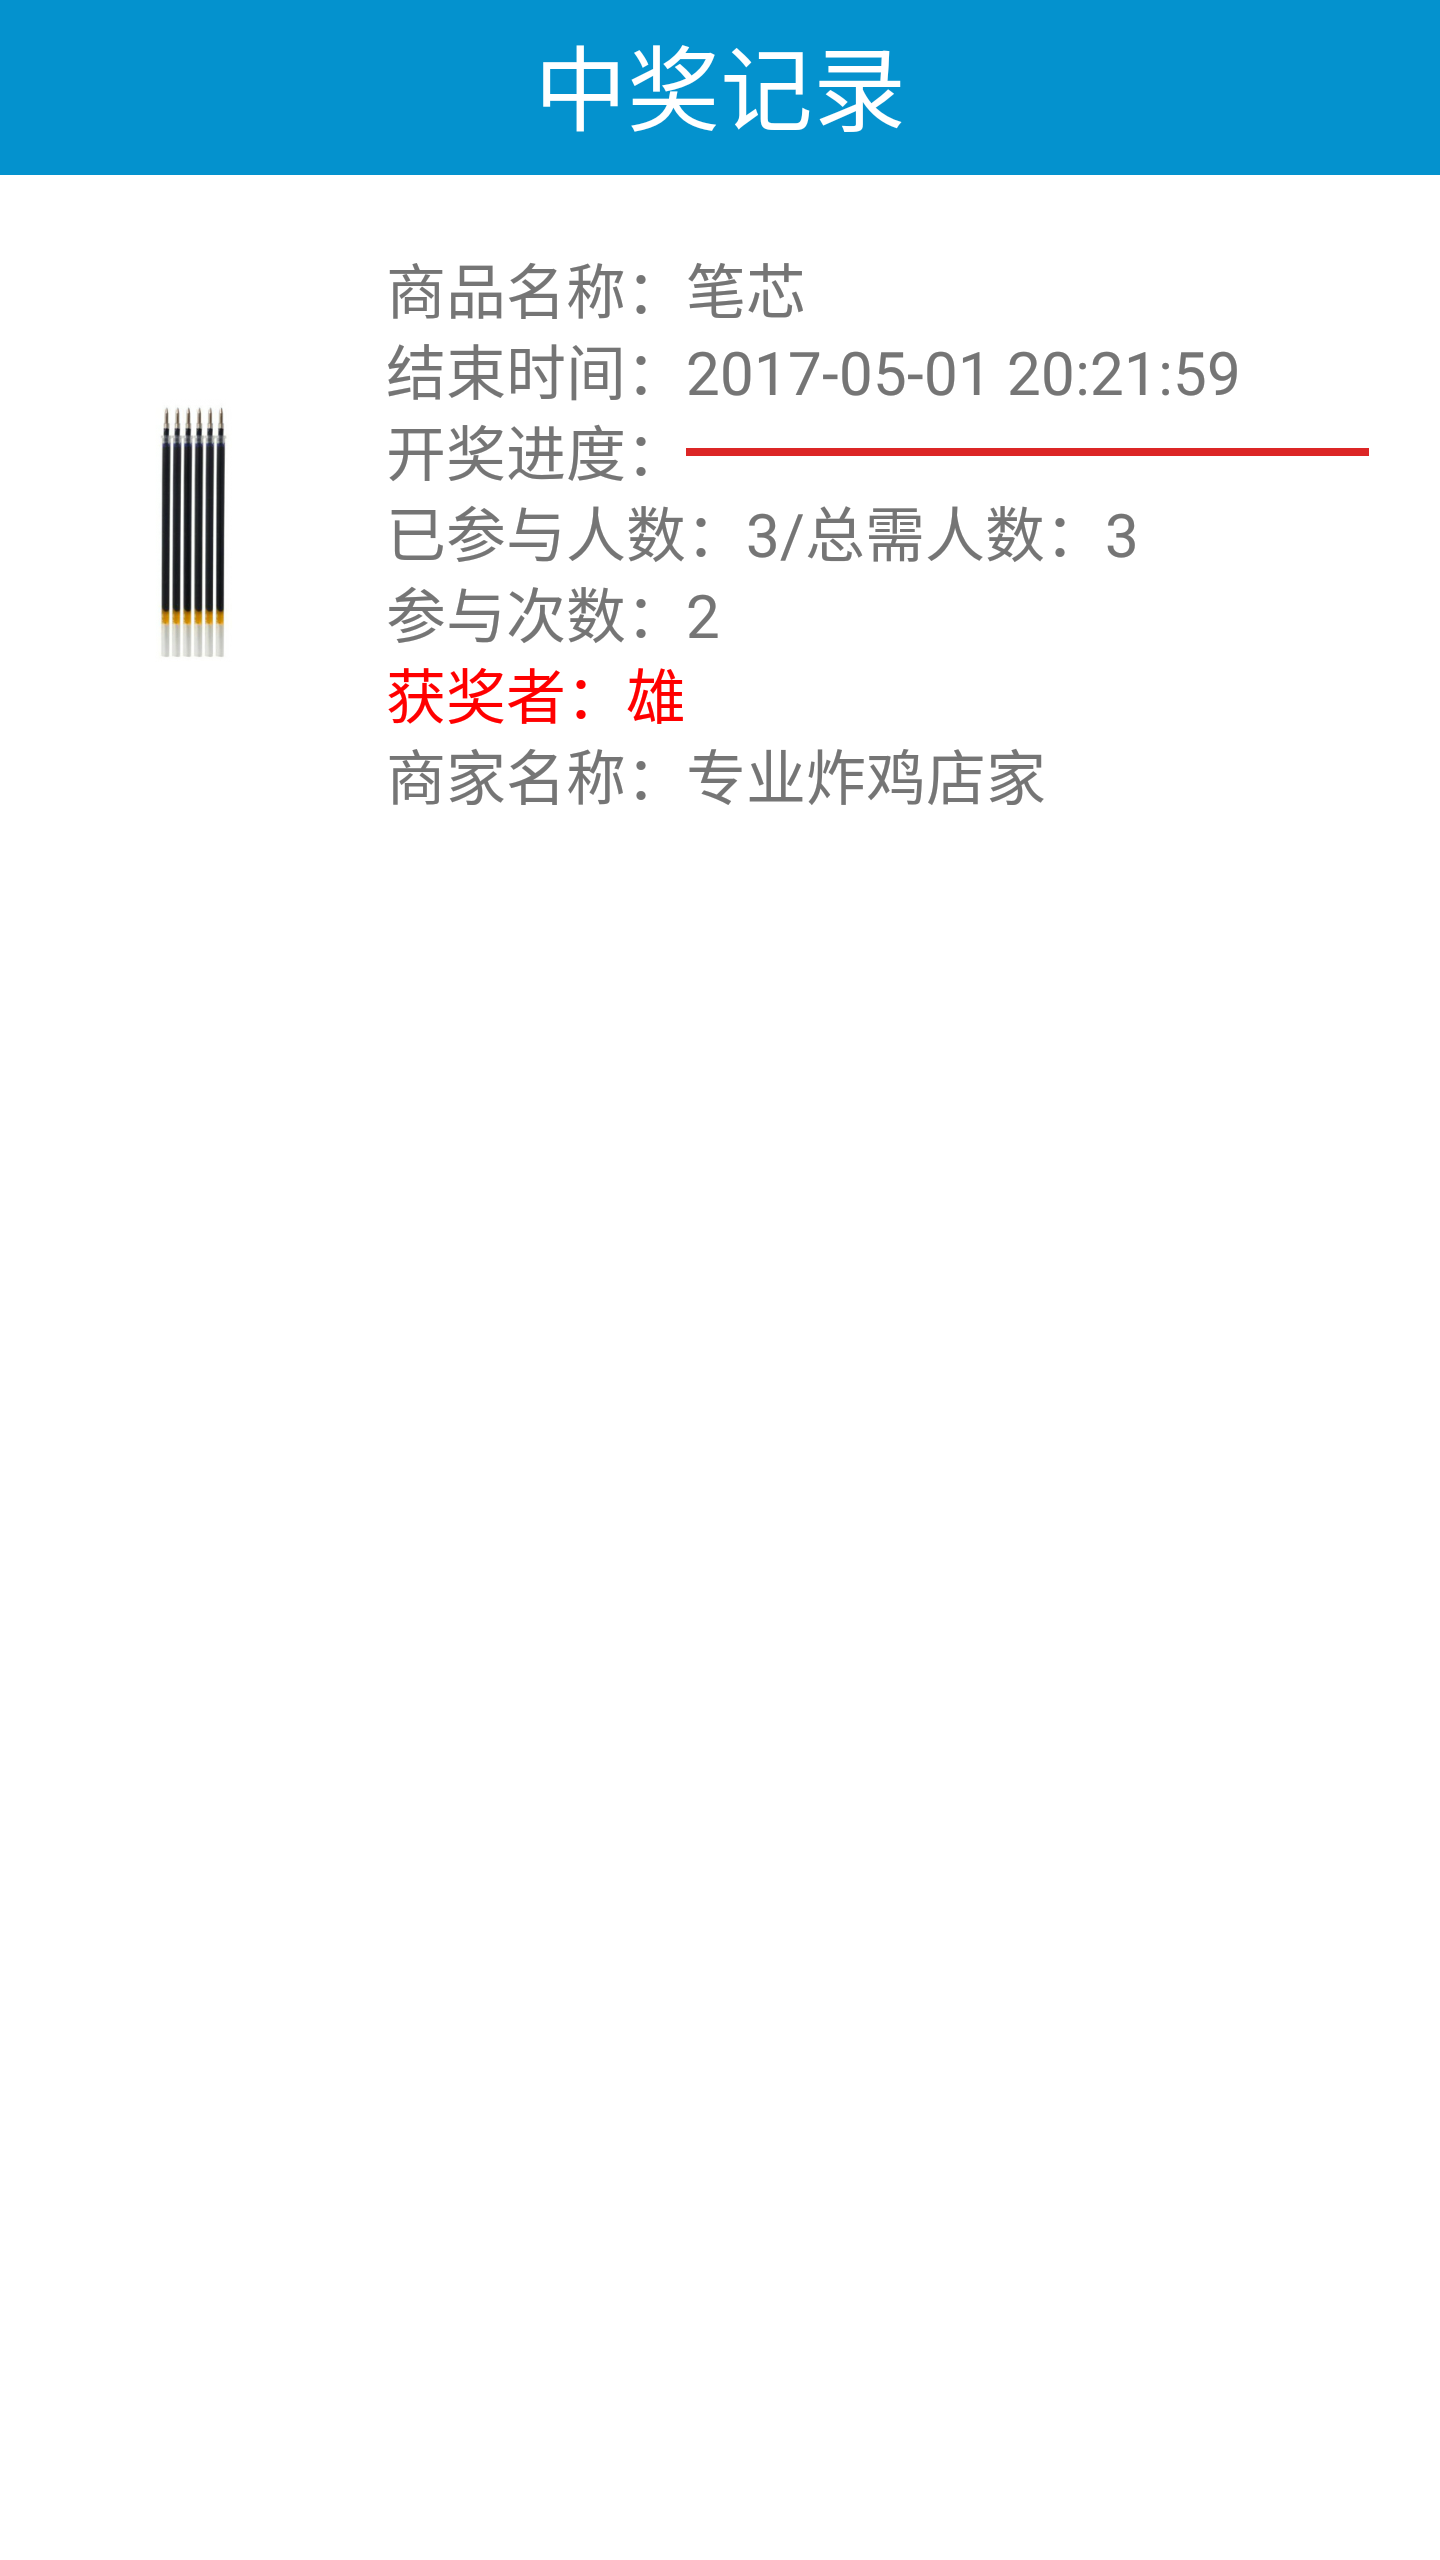 中奖记录
商品名称：笔芯
结束时间：2017-05-01 20:21:59
开奖进度：
已参与人数：3/总需人数：3
参与次数：2
获奖者：雄
商家名称：专业炸鸡店家